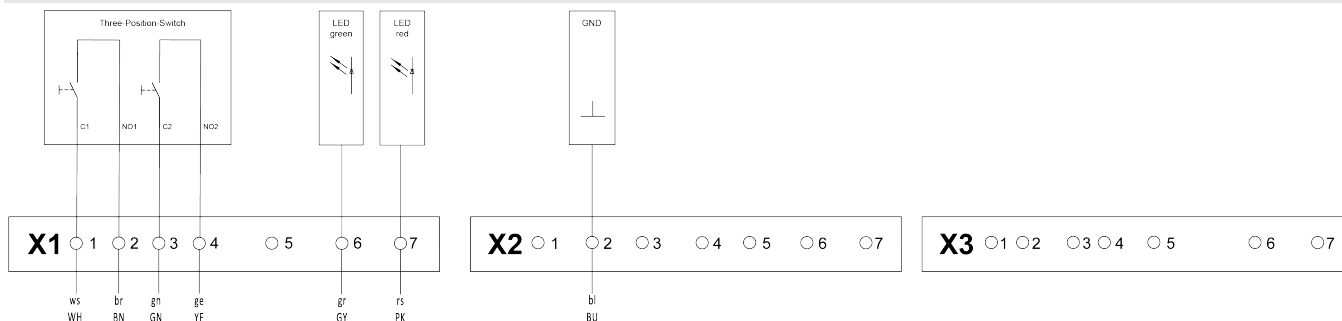 Three-Position-Switch
LED green
LED red
GND
C1 NO1 C2 NO2
X1 1 2 3 4 5 6 7
X2 1 2 3 4 5 6 7
X3 1 2 3 4 5 6 7
ws br gn ge gr rs bl
WH BN GN YE GY PK BU